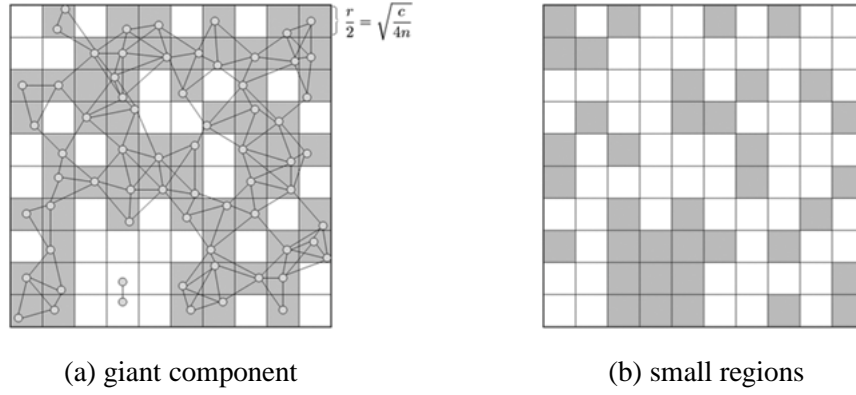 r/2 = √(c/4n)
(a) giant component
(b) small regions